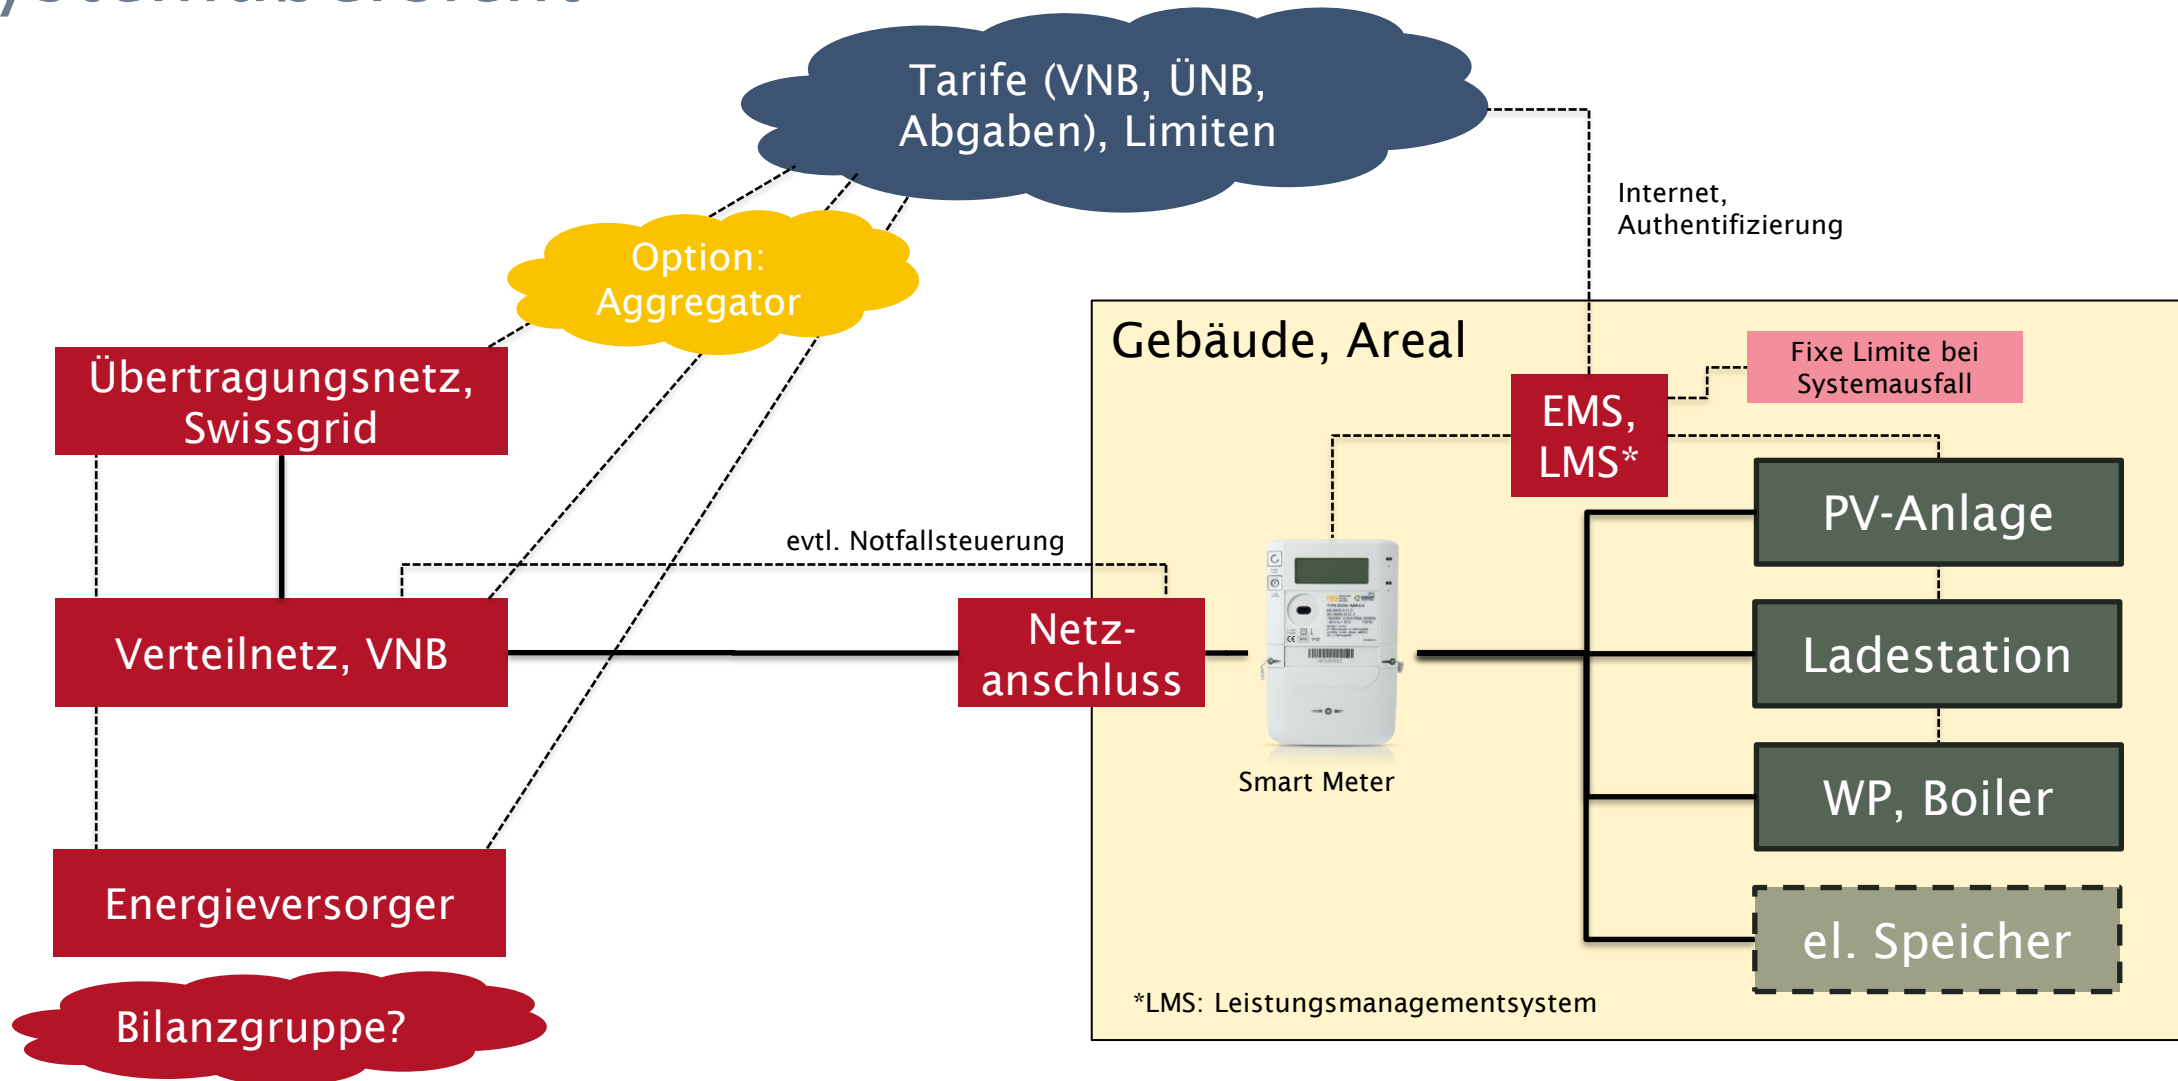 Tarife (VNB, ÜNB,
Abgaben), Limiten
Internet,
Authentifizierung
Option:
Aggregator
Gebäude, Areal
Fixe Limite bei
Systemausfall
Übertragungsnetz,
Swissgrid
EMS,
LMS*
PV-Anlage
evtl. Notfallsteuerung
Verteilnetz, VNB
Netz-
anschluss
Ladestation
Smart Meter
WP, Boiler
Energieversorger
el. Speicher
*LMS: Leistungsmanagementsystem
Bilanzgruppe?